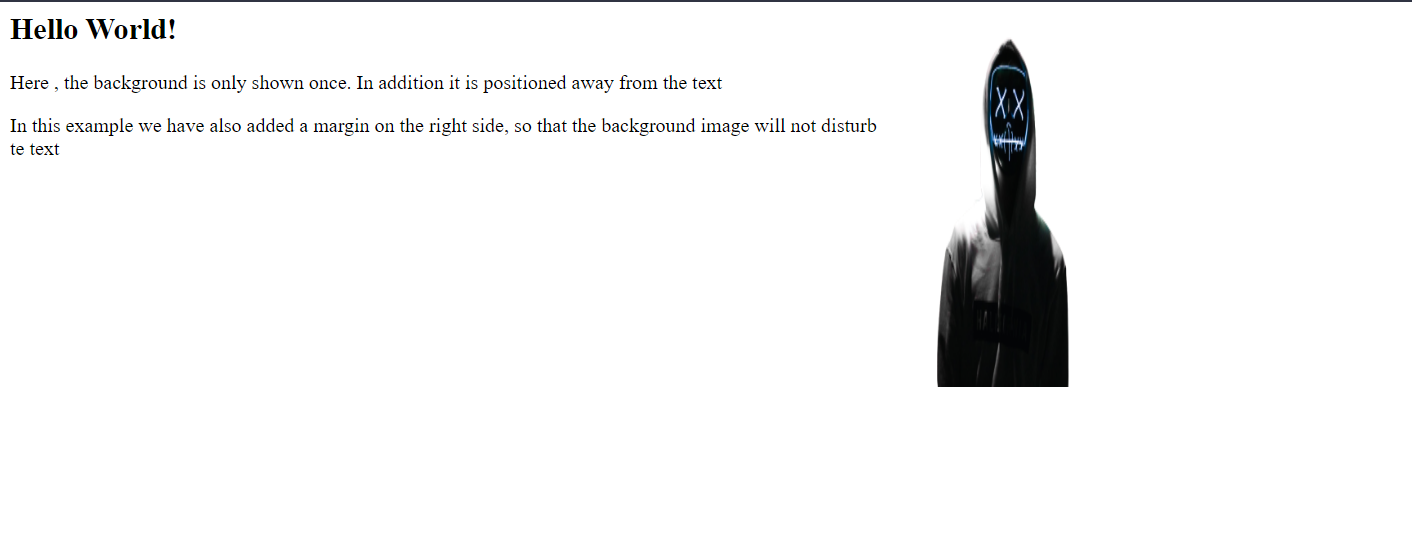 Hello World!
Here , the background is only shown once. In addition it is positioned away from the text
In this example we have also added a margin on the right side, so that the background image will not disturb
te text